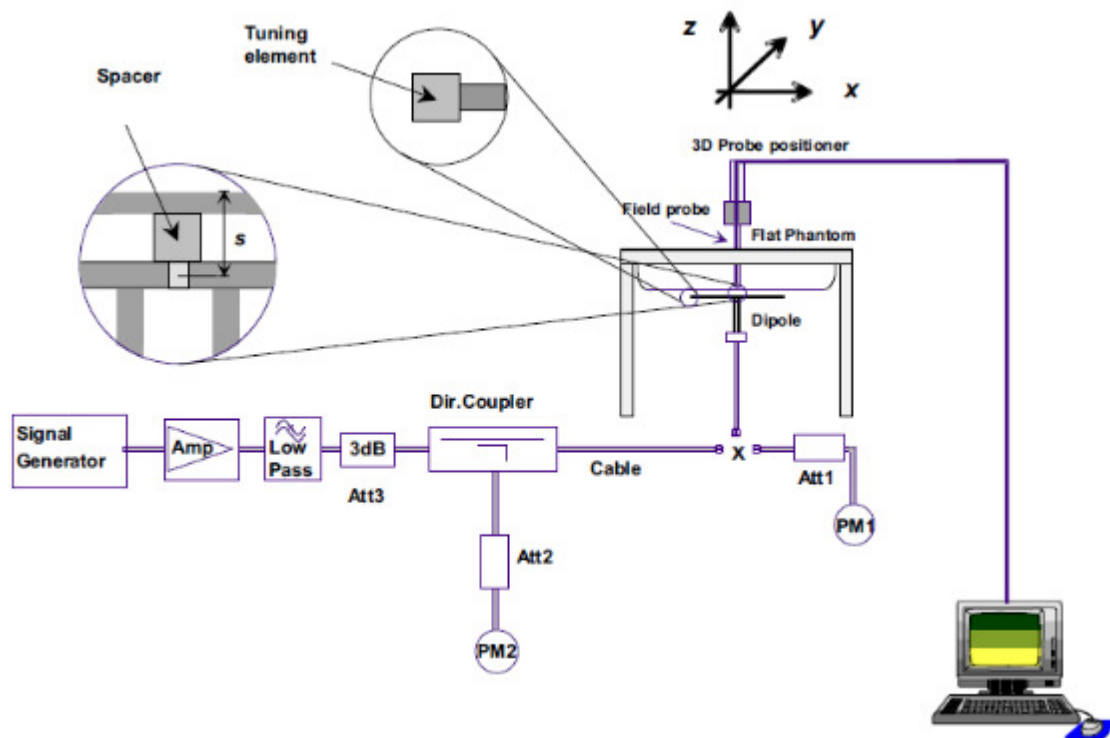 Tuning
element
Spacer
s
z
y
x
3D Probe positioner
Field probe
Flat Phantom
Dipole
Dir.Coupler
Signal
Generator
Amp
Low
Pass
3dB
Att3
Cable
X
Att1
PM1
Att2
PM2